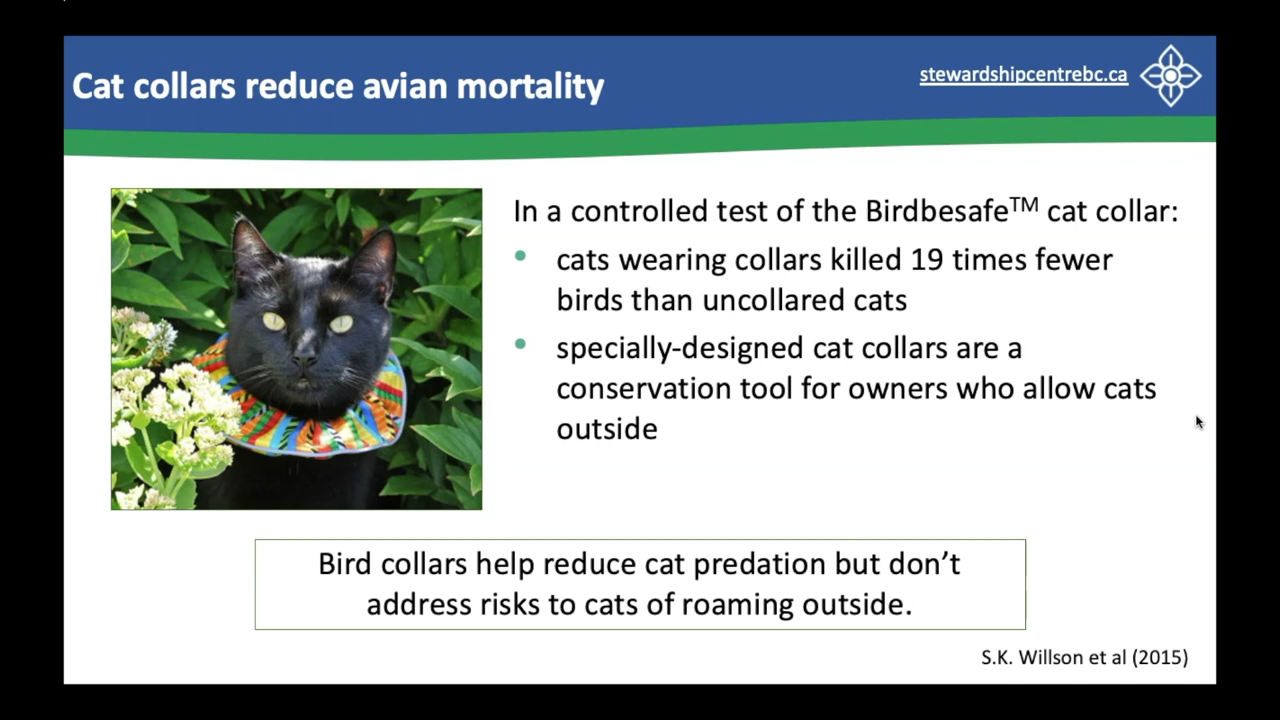 Cat collars reduce avian mortality
stewardshipcentrebc.ca
In a controlled test of the Birdbesafe™ cat collar:
• cats wearing collars killed 19 times fewer
birds than uncollared cats
• specially-designed cat collars are a
conservation tool for owners who allow cats
outside
Bird collars help reduce cat predation but don’t
address risks to cats of roaming outside.
S.K. Willson et al (2015)